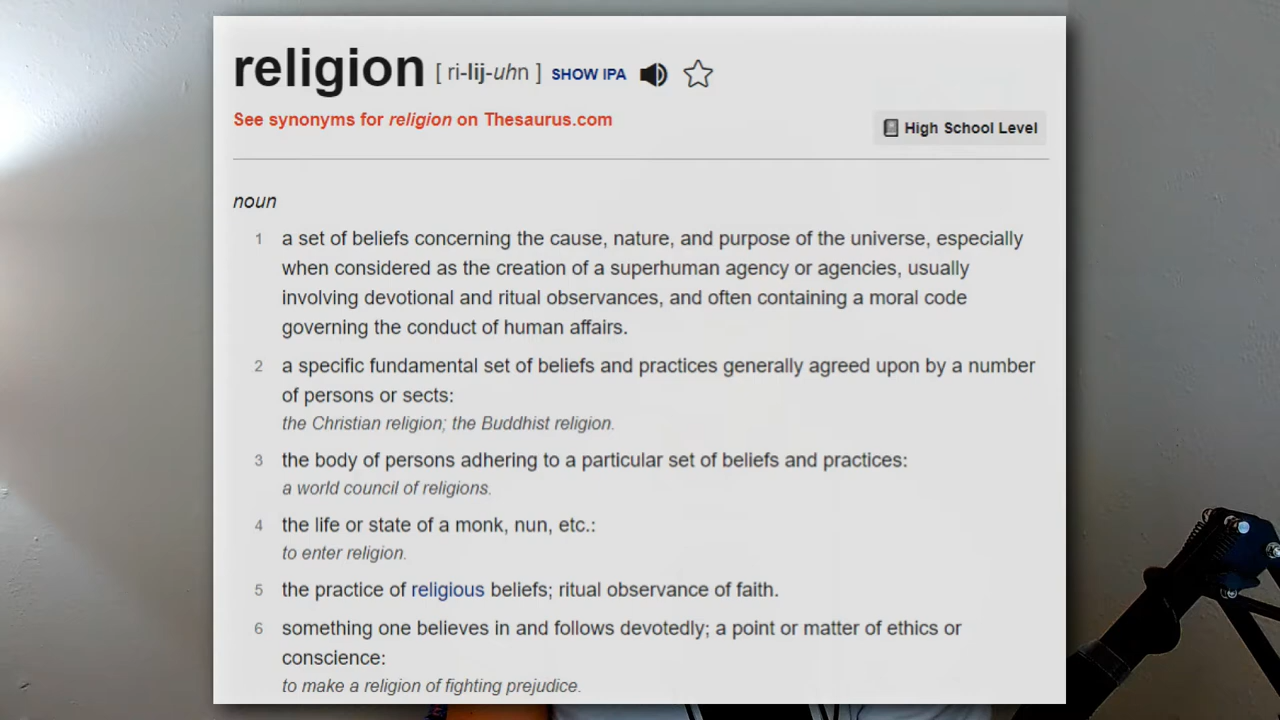 religion [ ri-lij-uhn ] SHOW IPA
See synonyms for religion on Thesaurus.com
High School Level
noun
1 a set of beliefs concerning the cause, nature, and purpose of the universe, especially
when considered as the creation of a superhuman agency or agencies, usually
involving devotional and ritual observances, and often containing a moral code
governing the conduct of human affairs.
2 a specific fundamental set of beliefs and practices generally agreed upon by a number
of persons or sects:
the Christian religion; the Buddhist religion.
3 the body of persons adhering to a particular set of beliefs and practices:
a world council of religions.
4 the life or state of a monk, nun, etc.:
to enter religion.
5 the practice of religious beliefs; ritual observance of faith.
6 something one believes in and follows devotedly; a point or matter of ethics or
conscience:
to make a religion of fighting prejudice.